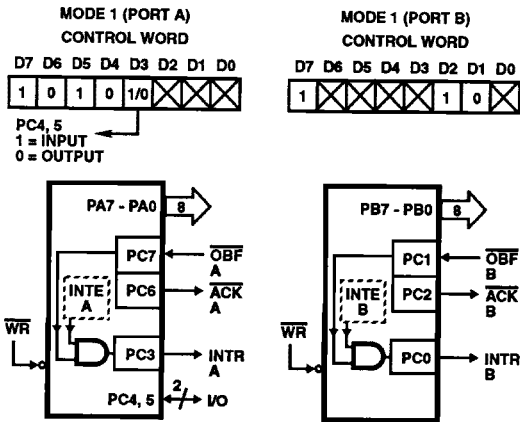 MODE 1 (PORT A)
CONTROL WORD
D7 D6 D5 D4 D3 D2 D1 D0
1 0 1 0 1/0
PC4, 5
1 = INPUT
0 = OUTPUT
PA7 - PA0 8
PC7 OBF A
PC6 ACK A
INTE A
WR
PC3 INTR A
PC4, 5 2 I/O
MODE 1 (PORT B)
CONTROL WORD
D7 D6 D5 D4 D3 D2 D1 D0
1 1 0
PB7 - PB0 8
PC1 OBF B
PC2 ACK B
INTE B
WR
PC0 INTR B